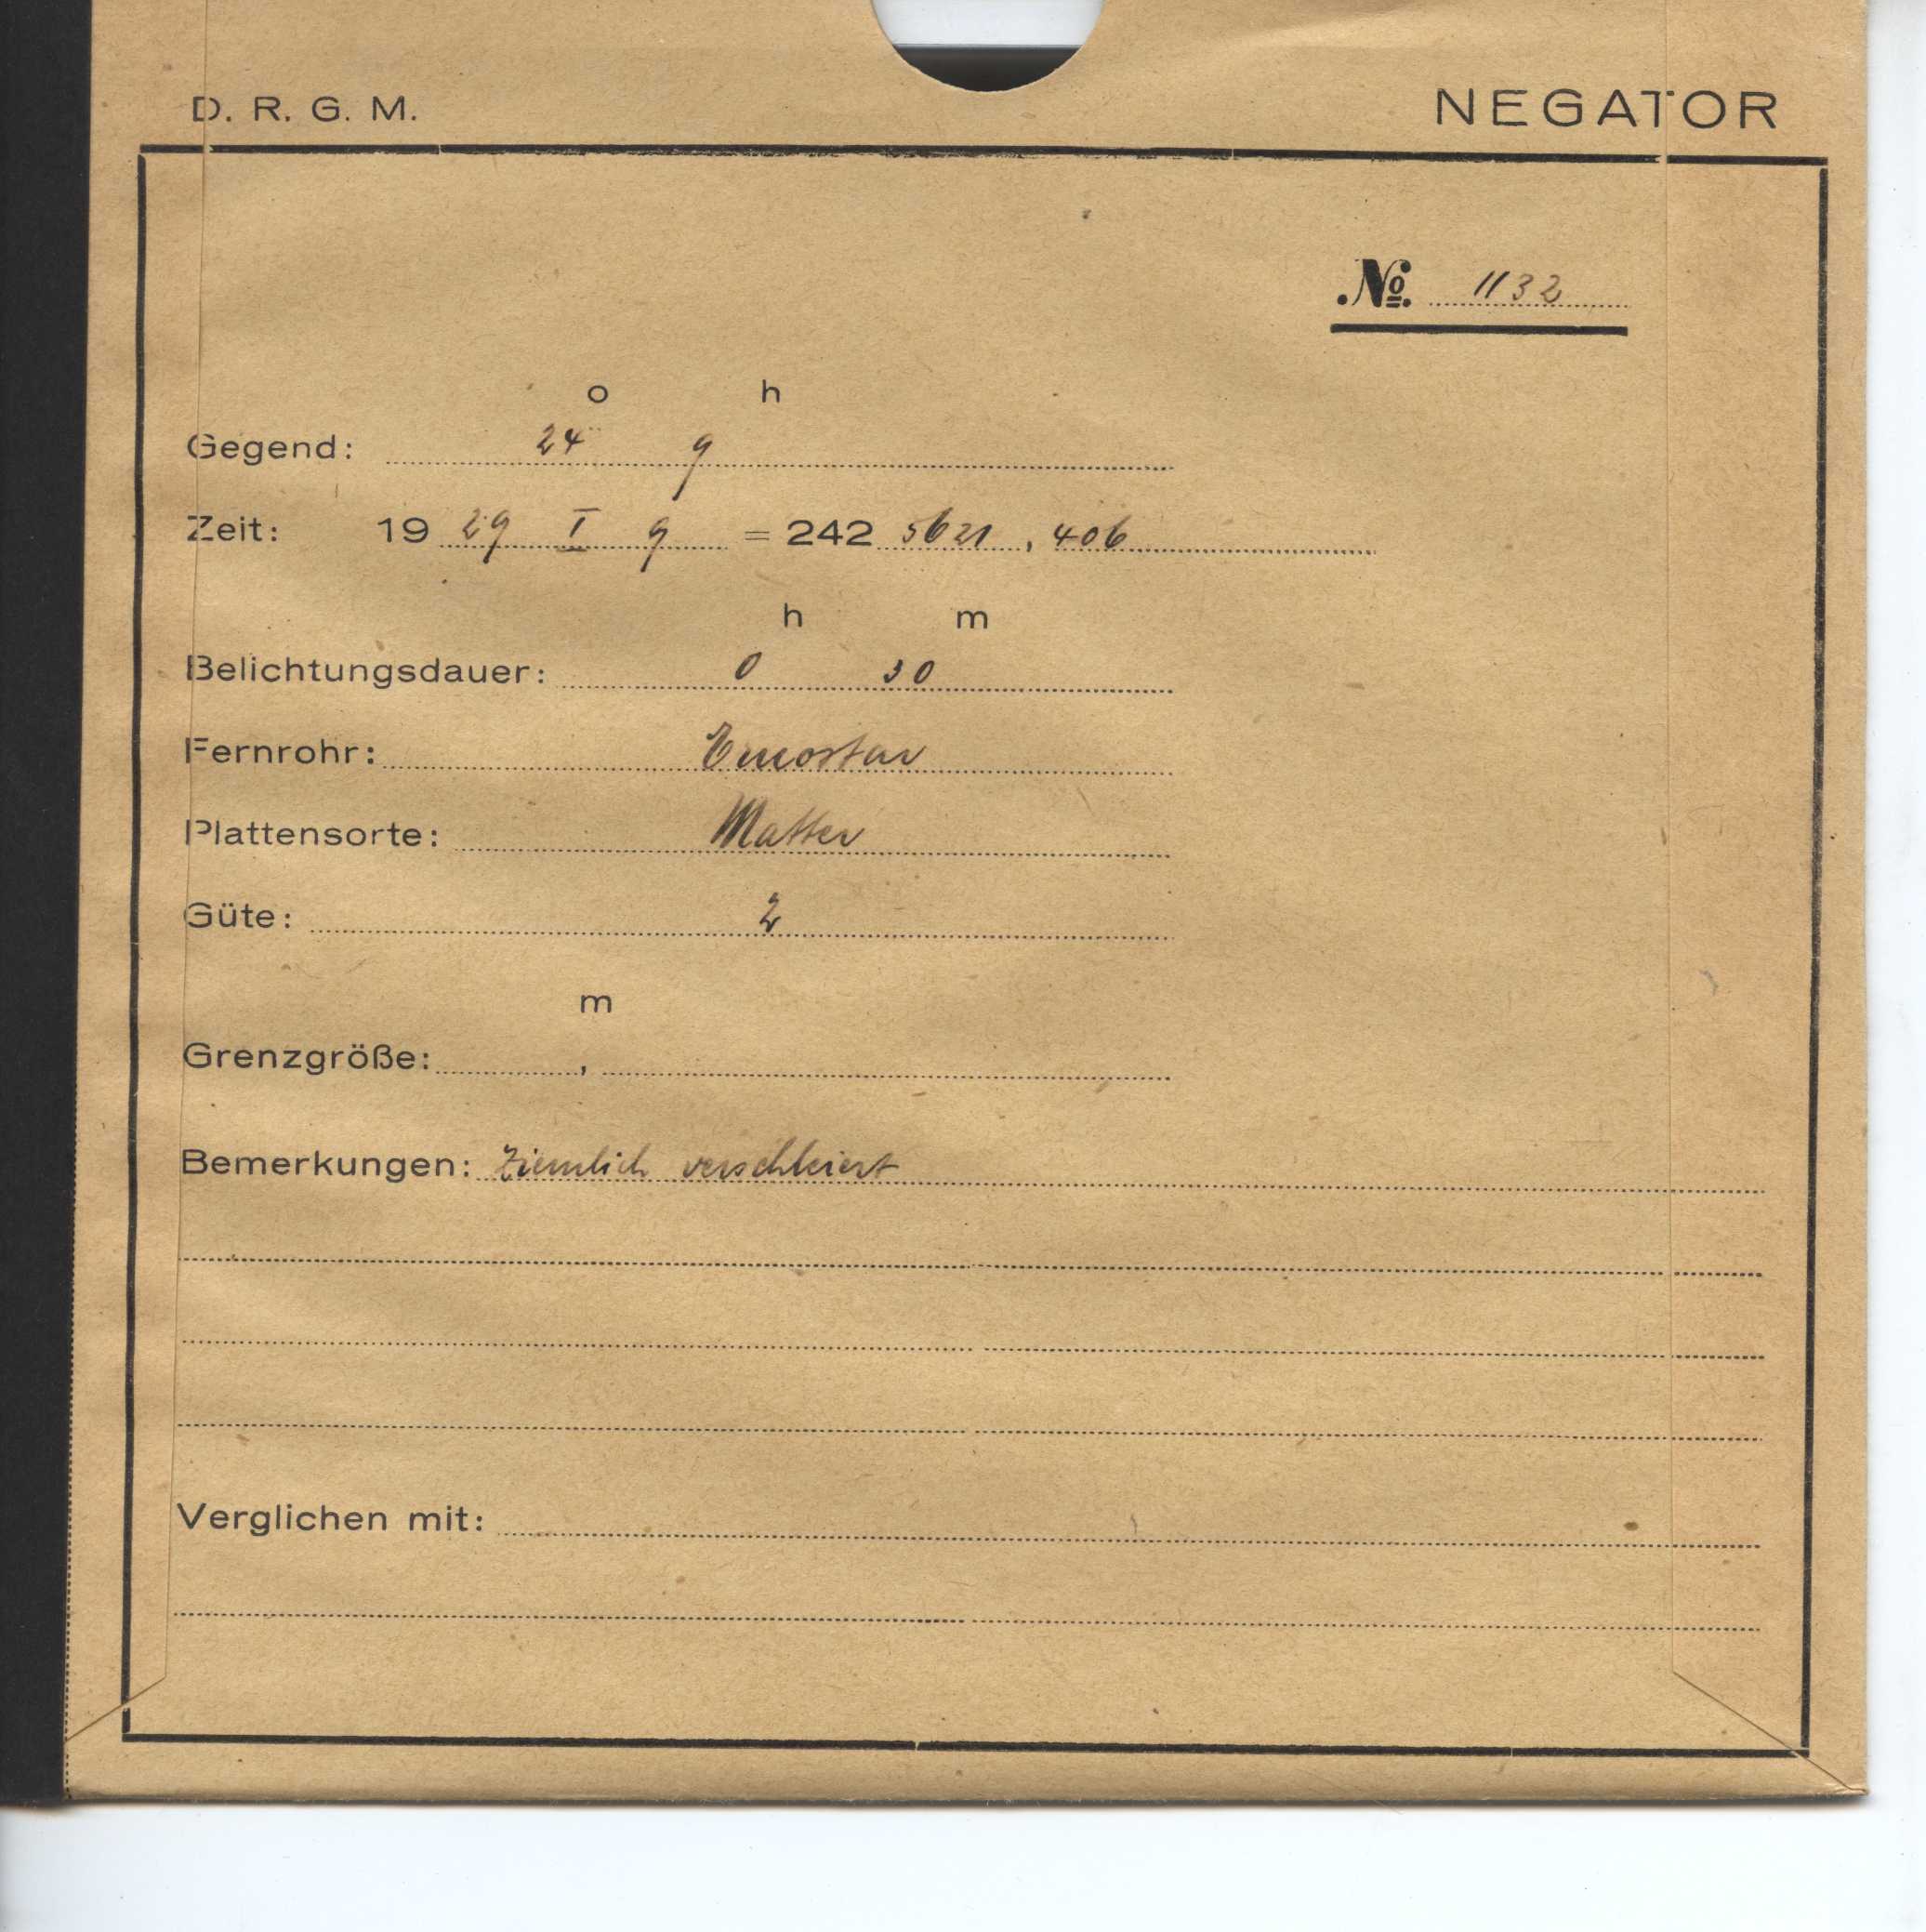 D. R. G. M. NEGATOR
No. 1132
o h
Gegend: 24 9
Zeit: 19 29 I 9 = 242 5621 , 406
h m
Belichtungsdauer: 0 30
Fernrohr: Ernostar
Plattensorte: Matter
Güte: 2
m
Grenzgröße: ,
Bemerkungen: Ziemlich verschleiert
Verglichen mit: